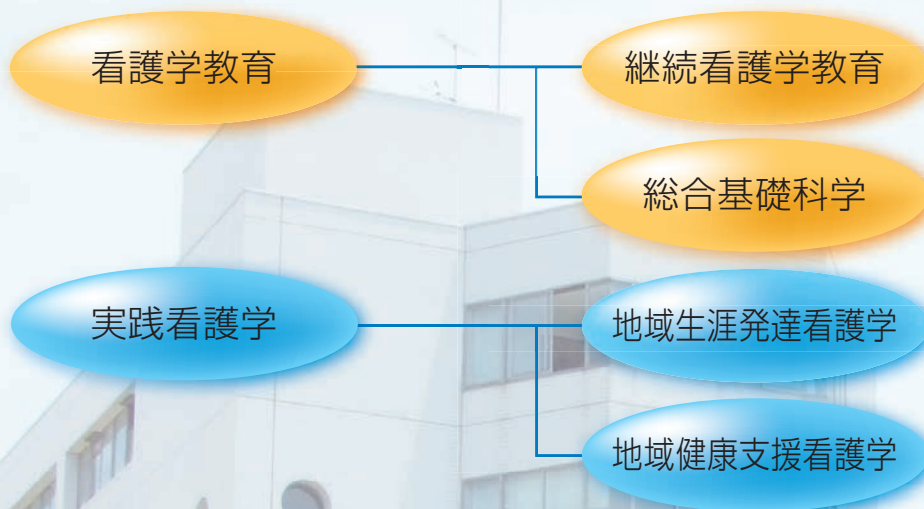 看護学教育
継続看護学教育
総合基礎科学
実践看護学
地域生涯発達看護学
地域健康支援看護学